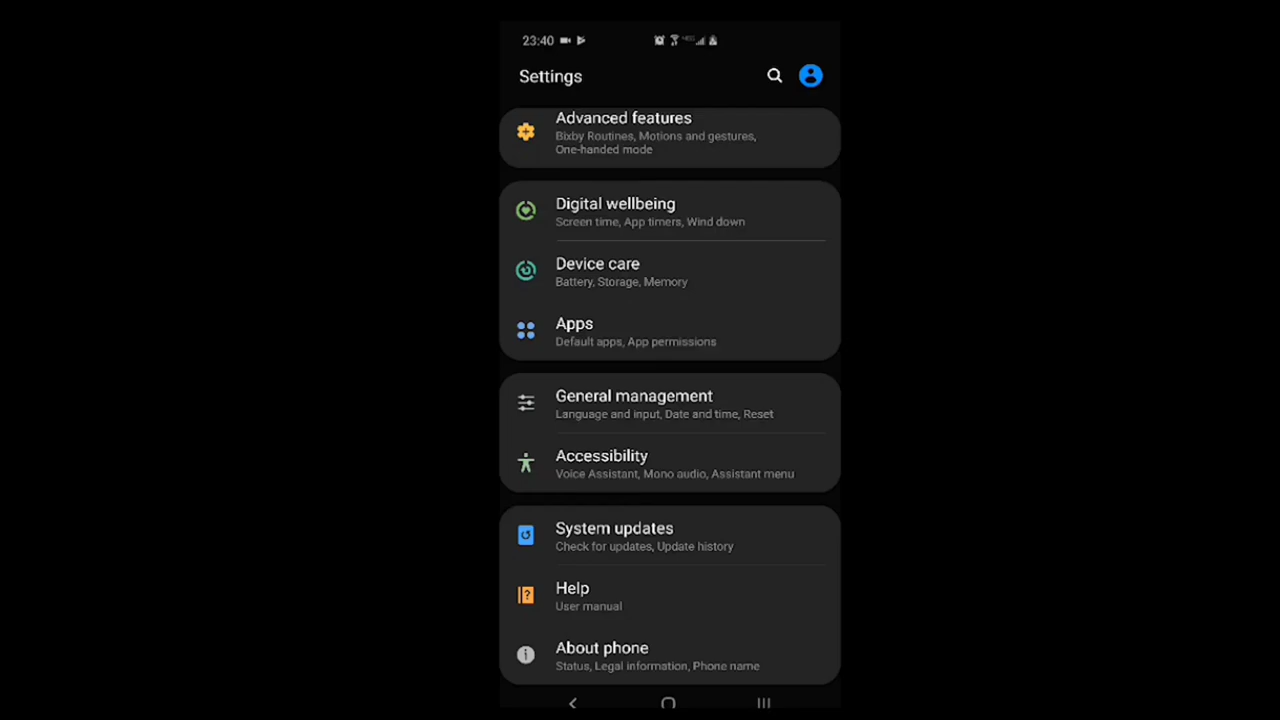 23:40
Settings
Advanced features
Bixby Routines, Motions and gestures,
One-handed mode
Digital wellbeing
Screen time, App timers, Wind down
Device care
Battery, Storage, Memory
Apps
Default apps, App permissions
General management
Language and input, Date and time, Reset
Accessibility
Voice Assistant, Mono audio, Assistant menu
System updates
Check for updates, Update history
Help
User manual
About phone
Status, Legal information, Phone name